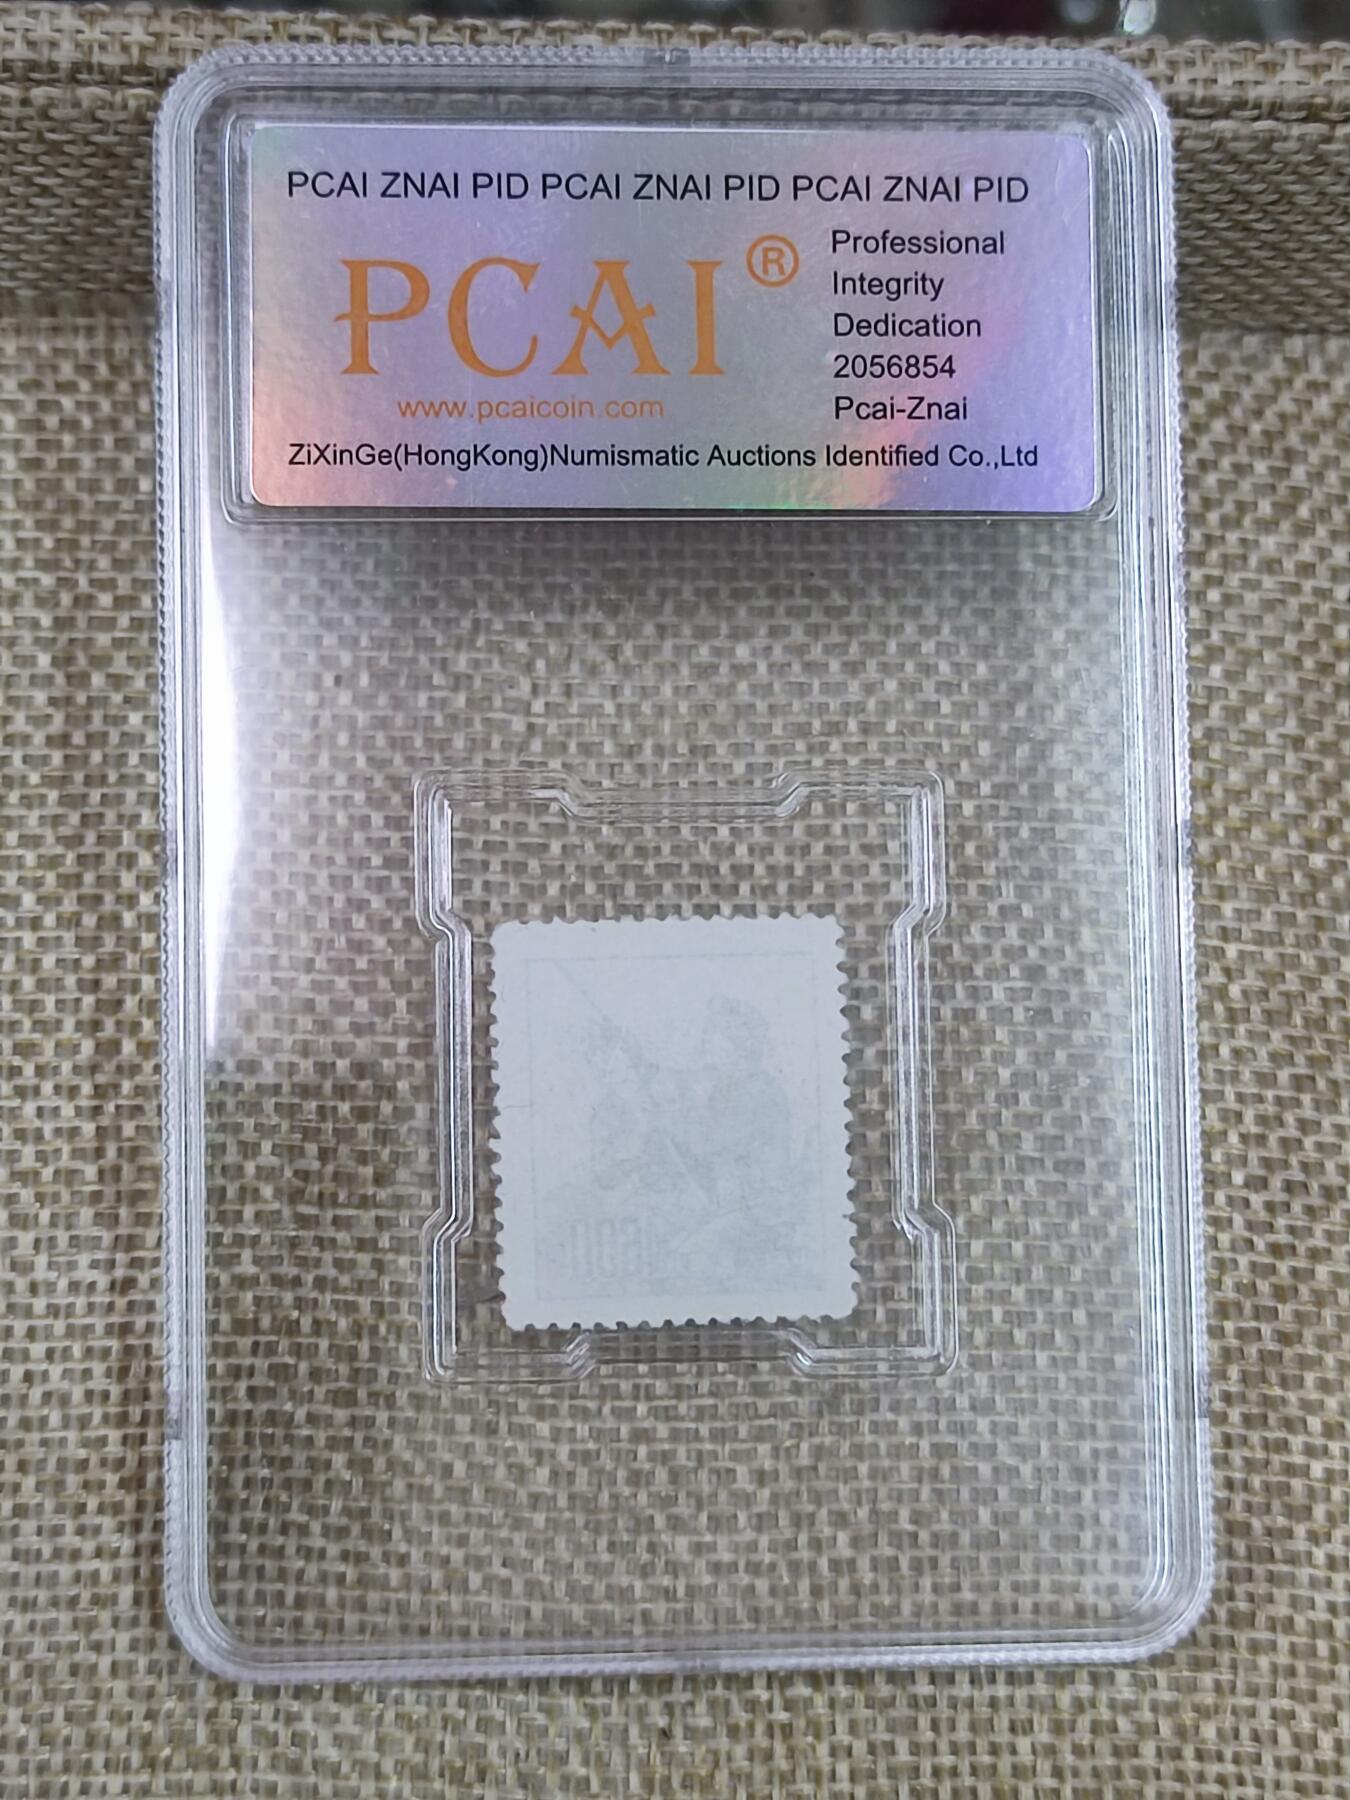 PCAI ZNAI PID PCAI ZNAI PID PCAI ZNAI PID
PCAI®
www.pcaicoin.com
Professional
Integrity
Dedication
2056854
Pcai-Znai
ZiXinGe(HongKong)Numismatic Auctions Identified Co.,Ltd